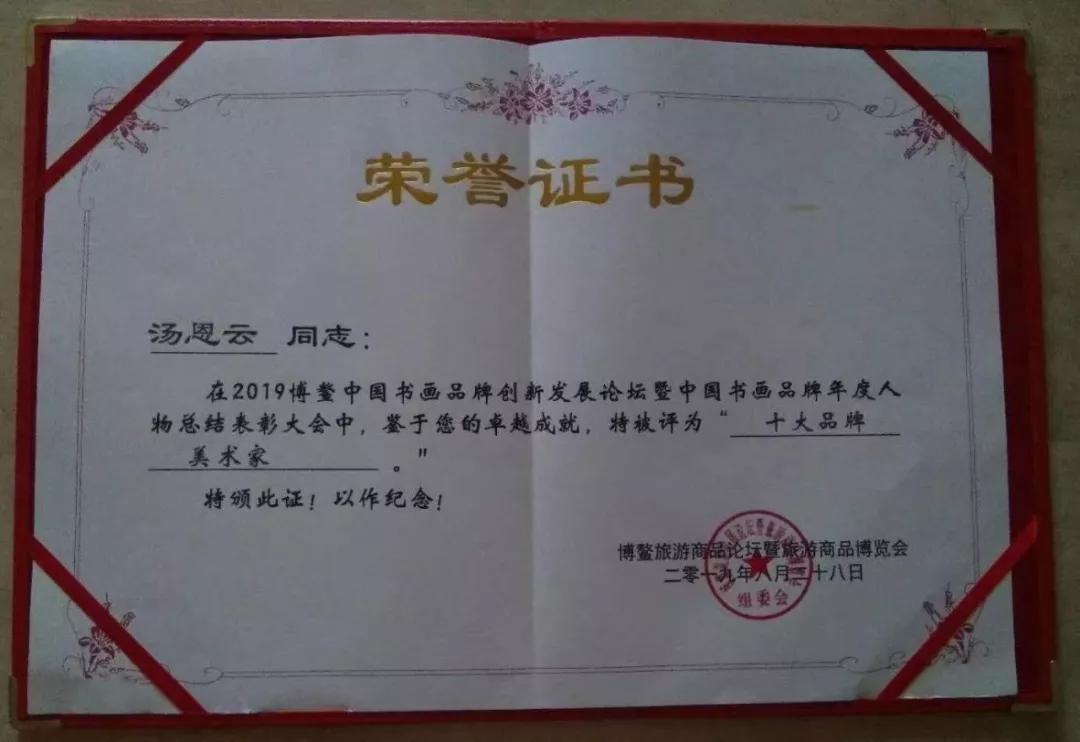 荣誉证书
汤恩云 同志：
在2019博鳌中国书画品牌创新发展论坛暨中国书画品牌年度人
物总结表彰大会中，鉴于您的卓越成就，特被评为“ 十大品牌
美术家 。”
特颁此证！以作纪念！
博鳌旅游商品论坛暨旅游商品博览会
二零一九年八月 十八日
组委会